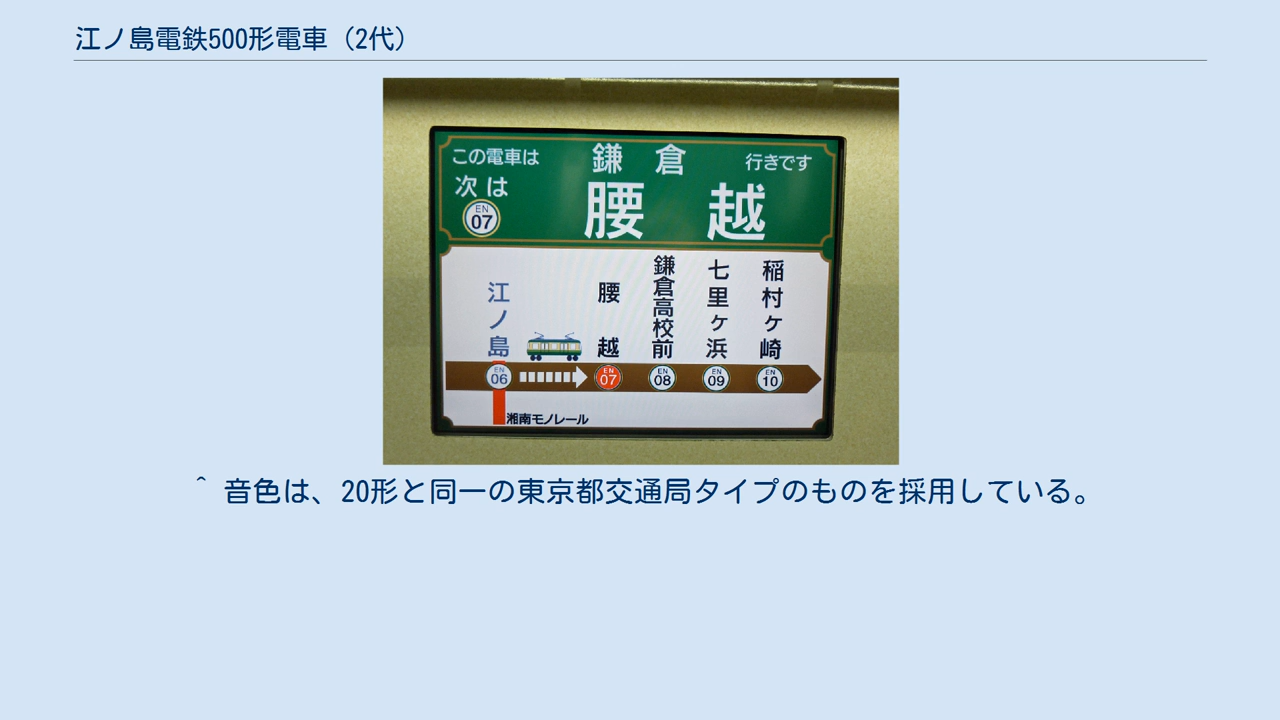 江ノ島電鉄500形電車（2代）
この電車は 鎌倉 行きです
次は 腰越
EN
07
江ノ島
腰越
鎌倉高校前
七里ヶ浜
稲村ヶ崎
EN 06
EN 07
EN 08
EN 09
EN 10
湘南モノレール
^ 音色は、20形と同一の東京都交通局タイプのものを採用している。